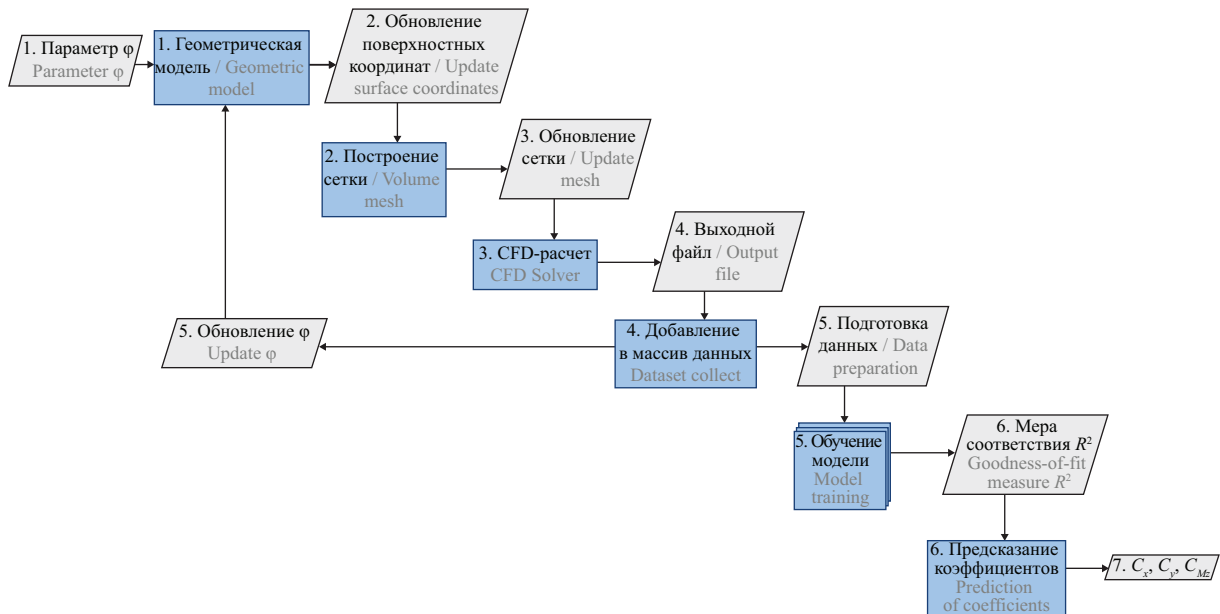 1. Параметр φ
Parameter φ
1. Геометрическая
модель / Geometric
model
2. Обновление
поверхностных
координат / Update
surface coordinates
2. Построение
сетки / Volume
mesh
3. Обновление
сетки / Update
mesh
3. CFD-расчет
CFD Solver
4. Выходной
файл / Output
file
5. Обновление φ
Update φ
4. Добавление
в массив данных
Dataset collect
5. Подготовка
данных / Data
preparation
5. Обучение
модели
Model
training
6. Мера
соответствия R²
Goodness-of-fit
measure R²
6. Предсказание
коэффициентов
Prediction
of coefficients
7. Cx, Cy, CMz